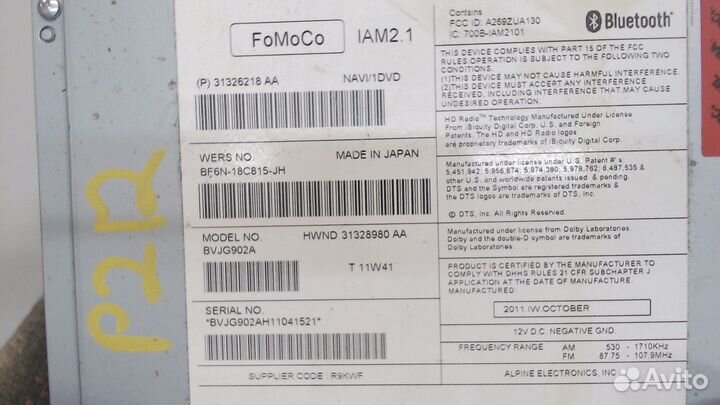 FoMoCo IAM2.1
(P) 31326218 AA NAVI/1DVD
WERS NO. MADE IN JAPAN
BF6N-18C815-JH
MODEL NO. HWND 31328980 AA
BVJG902A
T 11W41
SERIAL NO.
*BVJG902AH11041521*
SUPPLIER CODE : R9KWF
Contains
FCC ID: A269ZUA130
IC: 700B-IAM2101
Bluetooth
THIS DEVICE COMPLIES WITH PART 15 OF THE FCC
RULES.OPERATION IS SUBJECT TO THE FOLLOWING TWO
CONDITIONS.
(1)THIS DEVICE MAY NOT CAUSE HARMFUL INTERFERENCE.
(2)THIS DEVICE MUST ACCEPT ANY INTERFERENCE
RECEIVED, INCLUDING INTERFERENCE THAT MAY CAUSE
UNDESIRED OPERATION.
HD Radio™ Technology Manufactured Under License
From iBiquity Digital Corp. U.S. and Foreign
Patents. The HD and HD Radio logos
are proprietary trademarks of iBiquity Digital Corp.
Manufactured under license under U.S. Patent #'s :
5,451,942; 5,956,674; 5,974,380; 5,978,762; 6,487,535 &
other U.S. and worldwide patents issued & pending
DTS and the Symbol are registered trademarks &
the DTS logos are trademarks of DTS, Inc.
© DTS, Inc. All Rights Reserved.
Manufactured under license from Dolby Laboratories.
Dolby and the double-D symbol are trademarks
of Dolby Laboratories.
PRODUCT IS CERTIFIED BY THE MANUFACTURER TO
COMPLY WITH DHHS RULES 21 CFR SUBCHAPTER J
APPLICATION AT THE DATE OF MANUFACTURE.
Manufactured:
2011.IW.OCTOBER
12V D.C NEGATIVE GND
FREQUENCY RANGE AM 530 - 1710KHz
FM 87.75 - 107.9MHz
ALPINE ELECTRONICS, INC
P212
Avito